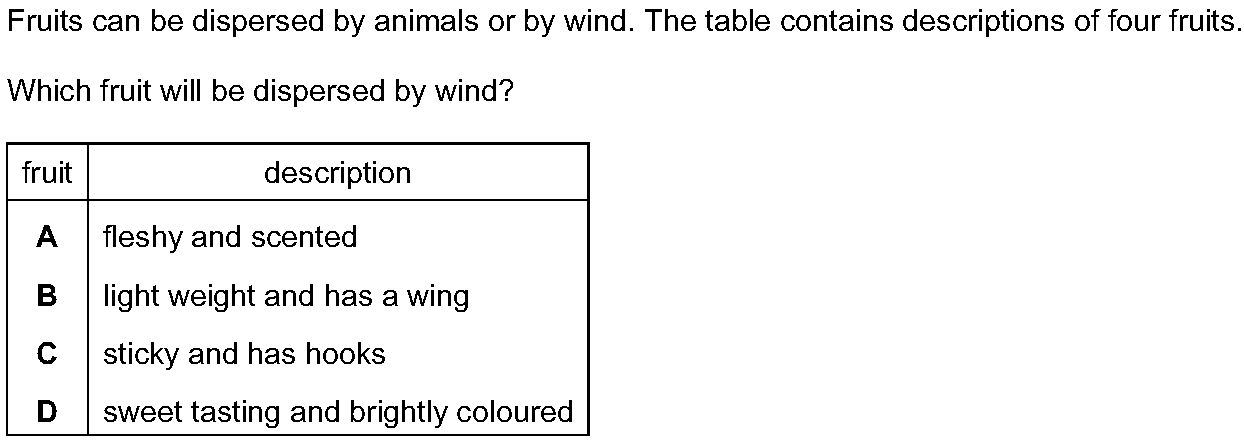 Fruits can be dispersed by animals or by wind. The table contains descriptions of four fruits.
Which fruit will be dispersed by wind?
fruit description
A fleshy and scented
B light weight and has a wing
C sticky and has hooks
D sweet tasting and brightly coloured